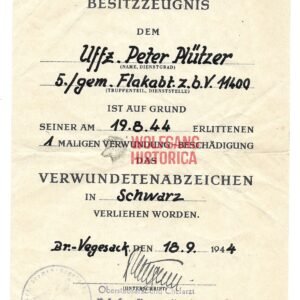 BESITZZEUGNIS
DEM
Uffz. Peter Plützer
(NAME, DIENSTGRAD)
5./gem. Flakabt. z.b.V. 11400
(TRUPPENTEIL, DIENSTSTELLE)
IST AUF GRUND
SEINER AM 19.8.44 ERLITTENEN
1 MALIGEN VERWUNDUNG - BESCHÄDIGUNG
WOLFGANG
HISTORICA
DAS
VERWUNDETENABZEICHEN
IN Schwarz
VERLIEHEN WORDEN.
Br.-Vegesack, DEN 18.9. 1944
(UNTERSCHRIFT)